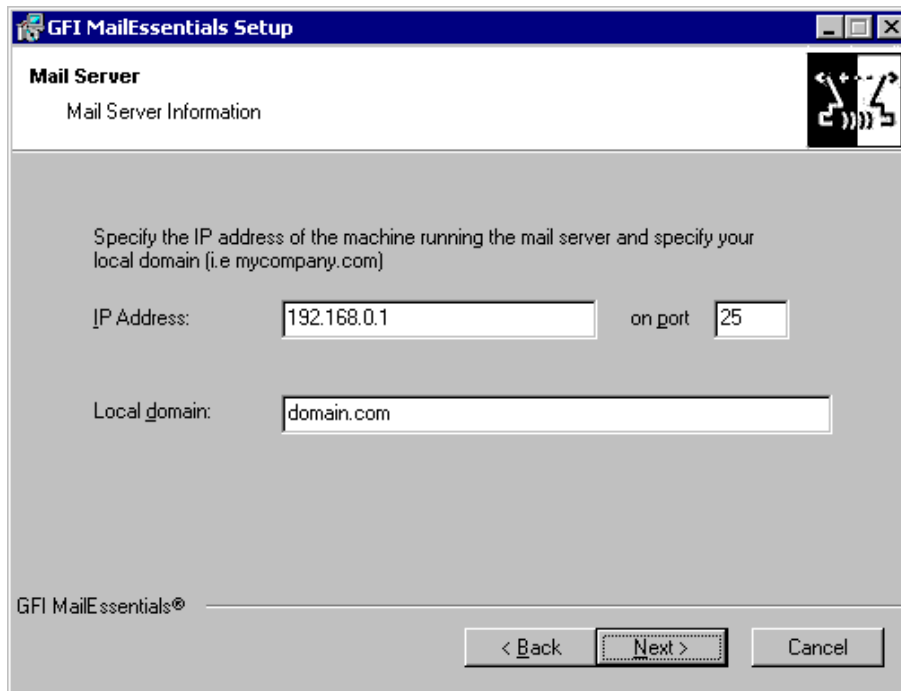 GFI MailEssentials Setup
Mail Server
Mail Server Information
Specify the IP address of the machine running the mail server and specify your
local domain (i.e mycompany.com)
IP Address: 192.168.0.1 on port 25
Local domain: domain.com
GFI MailEssentials®
< Back Next > Cancel